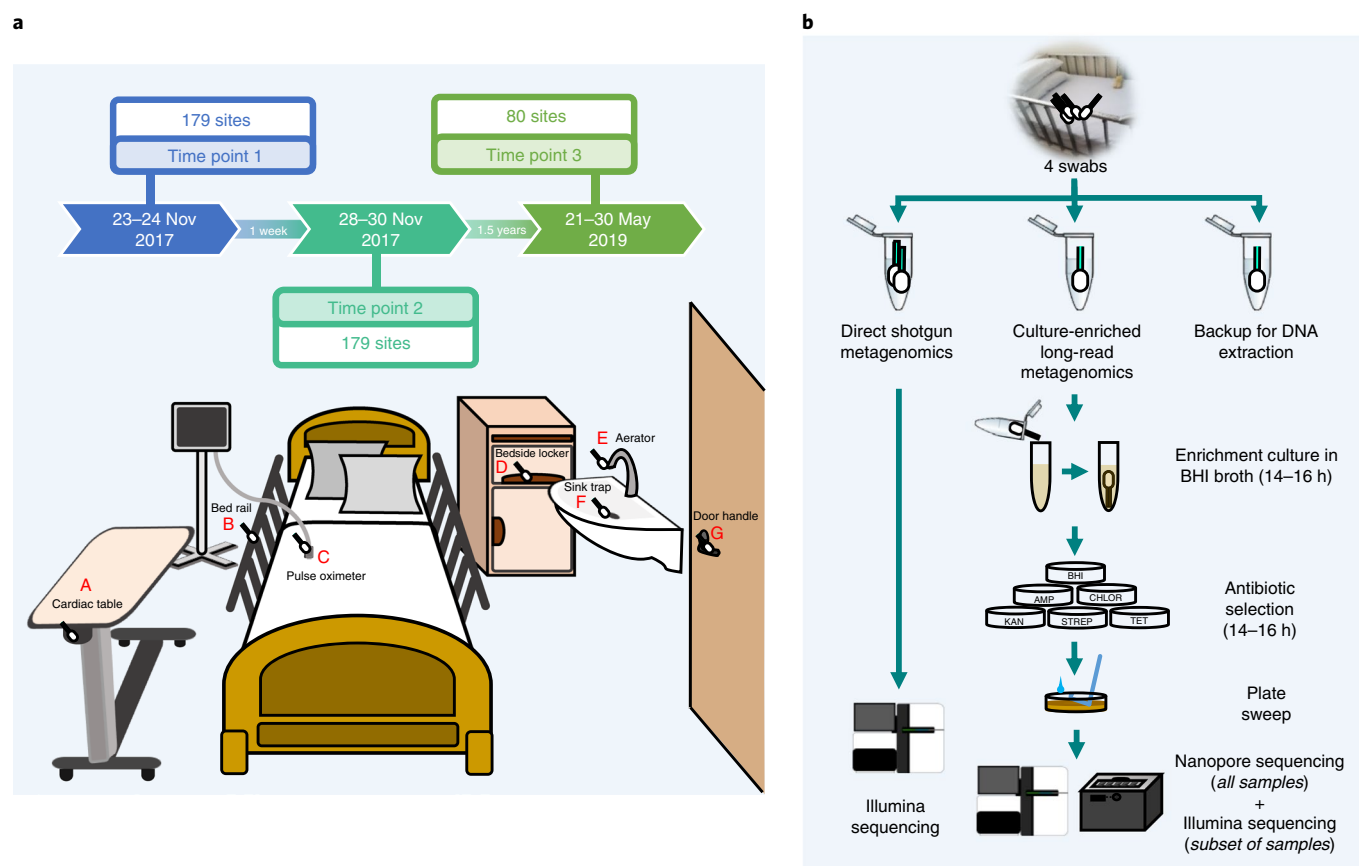 a
179 sites
Time point 1
80 sites
Time point 3
23–24 Nov
2017
1 week
28–30 Nov
2017
1.5 years
21–30 May
2019
Time point 2
179 sites
E
Aerator
Bedside locker
D
Sink trap
F
Bed rail
B
Door handle
G
C
Pulse oximeter
A
Cardiac table
b
4 swabs
Direct shotgun
metagenomics
Culture-enriched
long-read
metagenomics
Backup for DNA
extraction
Enrichment culture in
BHI broth (14–16 h)
BHI
AMP
CHLOR
KAN
STREP
TET
Antibiotic
selection
(14–16 h)
Plate
sweep
Illumina
sequencing
Nanopore sequencing
(all samples)
+
Illumina sequencing
(subset of samples)